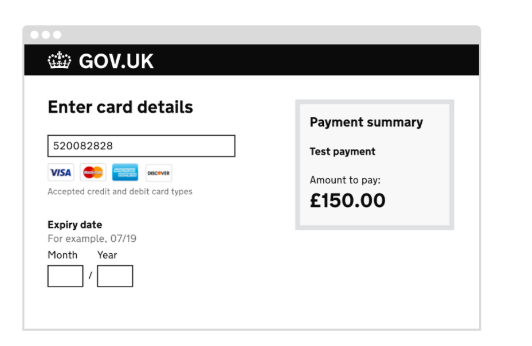 GOV.UK
Enter card details
520082828
VISA MasterCard DISCOVER
Accepted credit and debit card types
Expiry date
For example, 07/19
Month Year
/
Payment summary
Test payment
Amount to pay:
£150.00